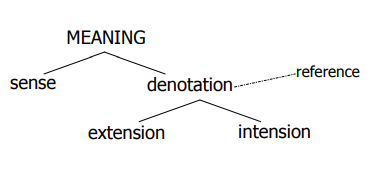 MEANING
reference
sense
denotation
extension
intension